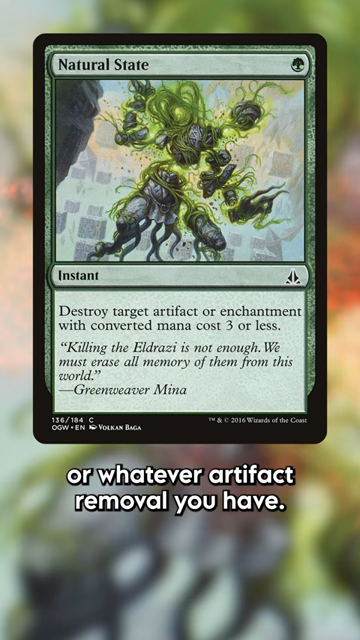 Natural State
Instant
Destroy target artifact or enchantment
with converted mana cost 3 or less.
“Killing the Eldrazi is not enough. We
must erase all memory of them from this
world.”
—Greenweaver Mina
136/184 C
OGW • EN Volkan Baga
™ & © 2016 Wizards of the Coast
or whatever artifact
removal you have.